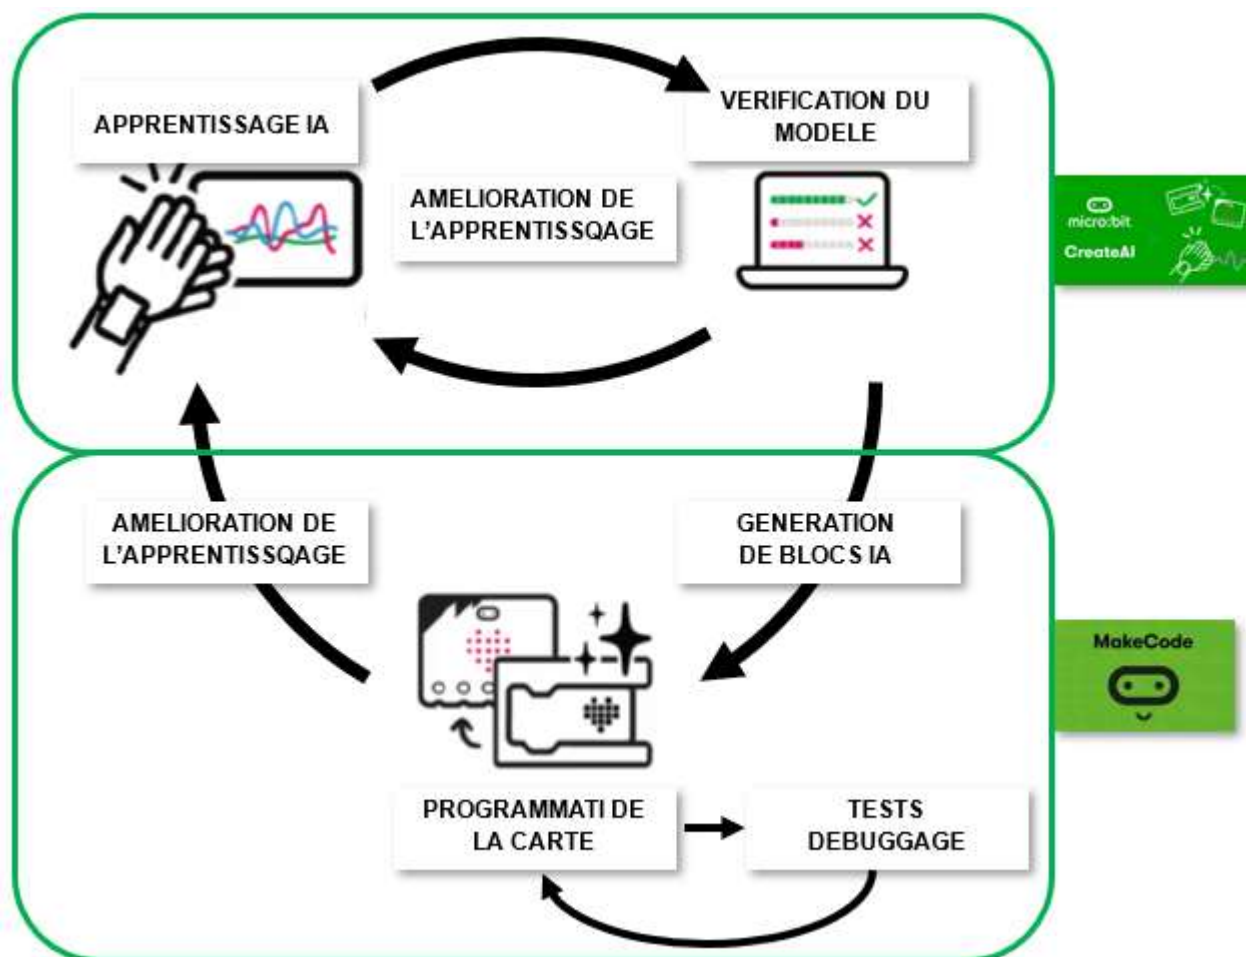 APPRENTISSAGE IA
VERIFICATION DU
MODELE
AMELIORATION DE
L'APPRENTISSQAGE
micro:bit
CreateAI
AMELIORATION DE
L'APPRENTISSQAGE
GENERATION
DE BLOCS IA
MakeCode
PROGRAMMATI DE
LA CARTE
TESTS
DEBUGGAGE